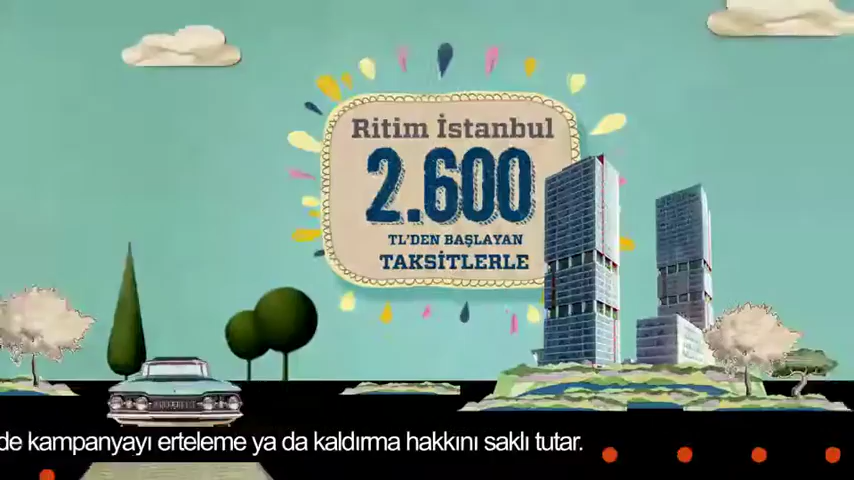 Ritim İstanbul
2.600
TL'DEN BAŞLAYAN
TAKSİTLERLE
de kampanyayı erteleme ya da kaldırma hakkını saklı tutar.